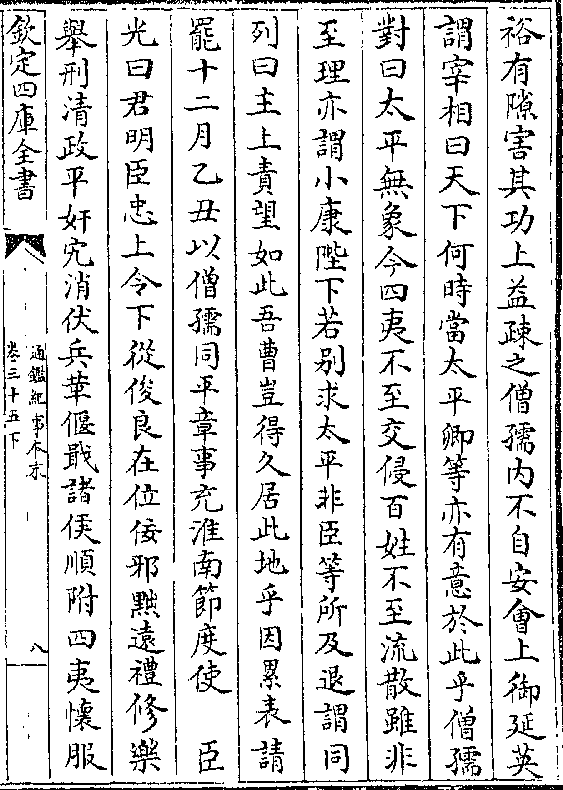 裕有隙害其功上益疎之僧孺内不自安會上御延英
謂宰相曰天下何時當太平卿等亦有意於此乎僧孺
對曰太平無象今四夷不至交侵百姓不至流散雖非
至理亦謂小康陛下若别求太平非臣等所及退謂同
列曰主上責望如此吾曹豈得久居此地乎因累表請
罷十二月乙丑以僧孺同平章事充淮南節度使　臣
光曰君明臣忠上令下從俊良在位佞邪黜遠禮修樂
舉刑清政平奸宄消伏兵革偃戢諸侯順附四夷懷服
欽定四庫全書
通鑑紀事本末
卷三十五下
八